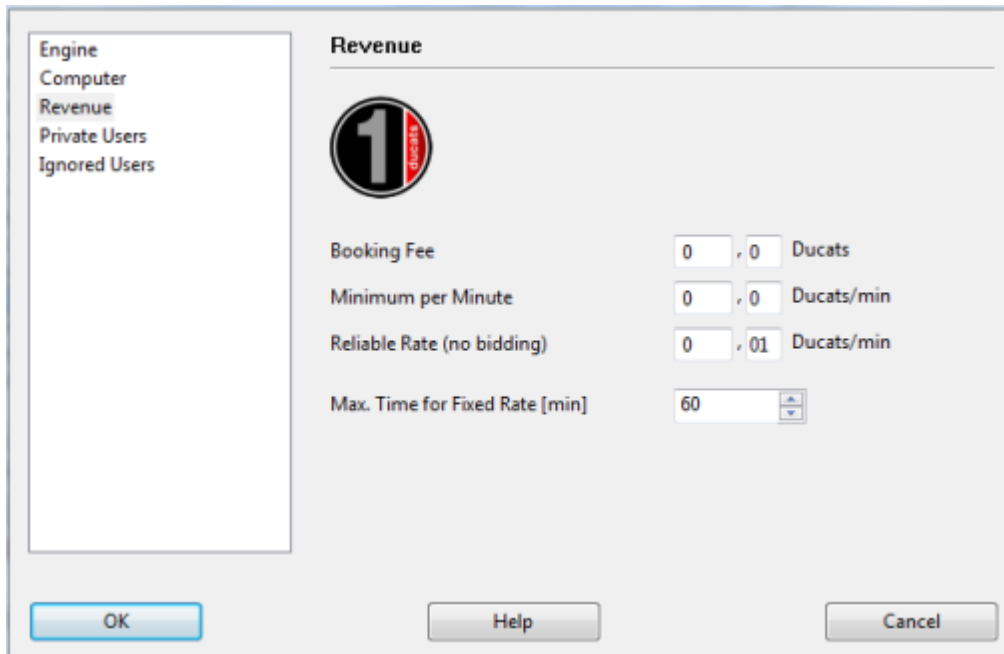 Engine
Computer
Revenue
Private Users
Ignored Users
Revenue
1 ducats
Booking Fee 0 , 0 Ducats
Minimum per Minute 0 , 0 Ducats/min
Reliable Rate (no bidding) 0 , 01 Ducats/min
Max. Time for Fixed Rate [min] 60
OK Help Cancel